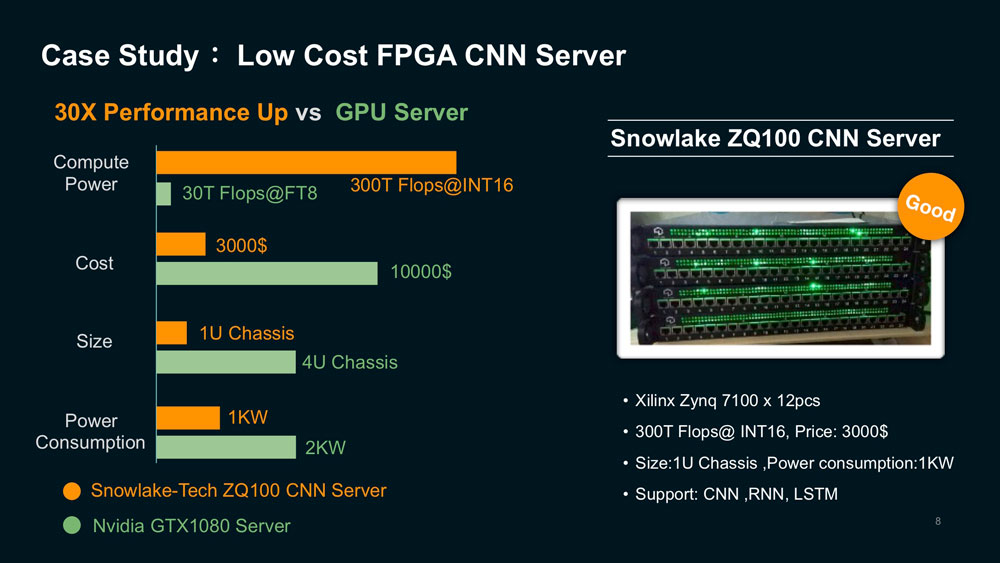 Case Study： Low Cost FPGA CNN Server
30X Performance Up vs GPU Server
Compute
Power
300T Flops@INT16
30T Flops@FT8
Cost
3000$
10000$
Size
1U Chassis
4U Chassis
Power
Consumption
1KW
2KW
Snowlake-Tech ZQ100 CNN Server
Nvidia GTX1080 Server
Snowlake ZQ100 CNN Server
Good
• Xilinx Zynq 7100 x 12pcs
• 300T Flops@ INT16, Price: 3000$
• Size:1U Chassis ,Power consumption:1KW
• Support: CNN ,RNN, LSTM
8